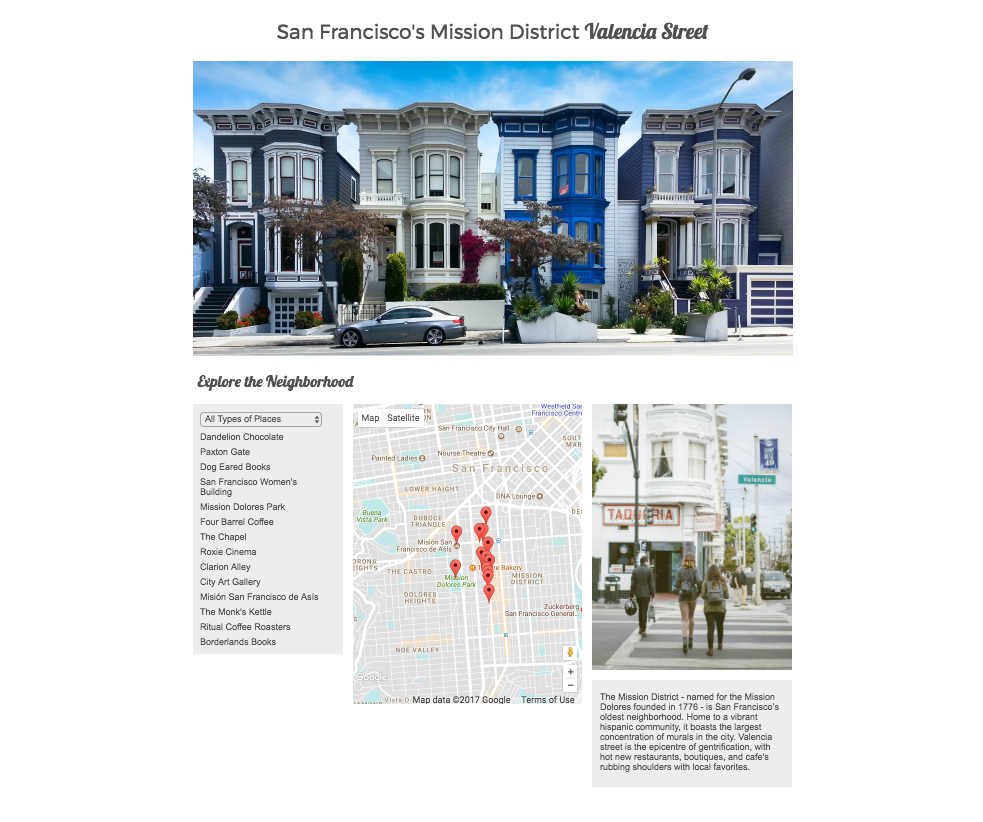 San Francisco's Mission District Valencia Street
Explore the Neighborhood
All Types of Places
Dandelion Chocolate
Paxton Gate
Dog Eared Books
San Francisco Women's
Building
Mission Dolores Park
Four Barrel Coffee
The Chapel
Roxie Cinema
Clarion Alley
City Art Gallery
Misión San Francisco de Asís
The Monk's Kettle
Ritual Coffee Roasters
Borderlands Books
Map Satellite
Westfield San
Francisco Centre
San Francisco City Hall
SOUT
MAR
Nourse Theatre
Painted Ladies
San Francisco
LOWER HAIGHT
DNA Lounge
Buena
Vista Park
DUBOCE
TRIANGLE
Misión San
Francisco de Asís
THE CASTRO
Bakery
Mission
Dolores Park
MISSION
DISTRICT
DOLORES
HEIGHTS
Zuckerberg
San Francisco General...
NOE VALLEY
Google
+
−
Map data ©2017 Google Terms of Use
Valencia
TAQUERIA
The Mission District - named for the Mission
Dolores founded in 1776 - is San Francisco's
oldest neighborhood. Home to a vibrant
hispanic community, it boasts the largest
concentration of murals in the city. Valencia
street is the epicentre of gentrification, with
hot new restaurants, boutiques, and cafe's
rubbing shoulders with local favorites.